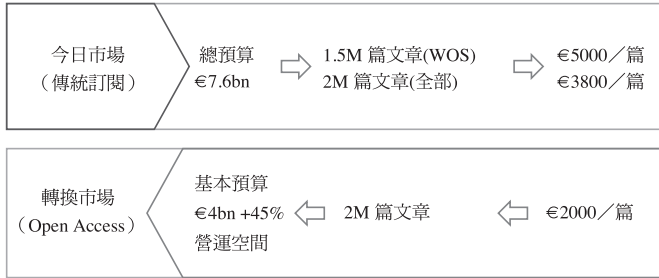 今日市場
（傳統訂閱）
總預算
€7.6bn
1.5M 篇文章(WOS)
2M 篇文章(全部)
€5000／篇
€3800／篇
轉換市場
（Open Access）
基本預算
€4bn +45%
營運空間
2M 篇文章
€2000／篇